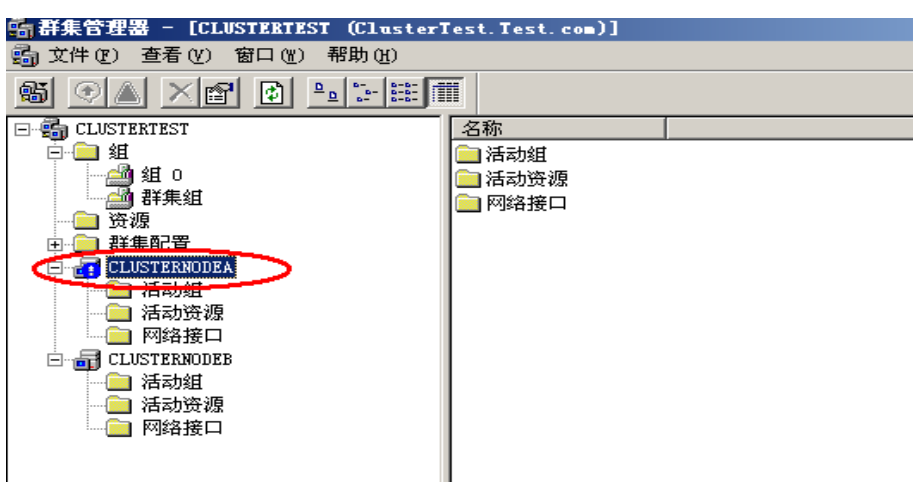 群集管理器 - [CLUSTERTEST (ClusterTest.Test.com)]
文件(F) 查看(V) 窗口(W) 帮助(H)
CLUSTERTEST
组
组 0
群集组
资源
群集配置
CLUSTERNODEA
活动组
活动资源
网络接口
CLUSTERNODEB
活动组
活动资源
网络接口
名称
活动组
活动资源
网络接口